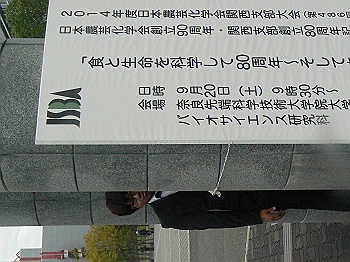 2014年度日本農芸化学会関西支部大会(第486回
日本農芸化学会創立90周年・関西支部創立80周年記
「食と生命を科学して80周年〜そして
日時 9月20日(土) 9時30分〜
会場 奈良先端科学技術大学院大学
バイオサイエンス研究科
JSBA